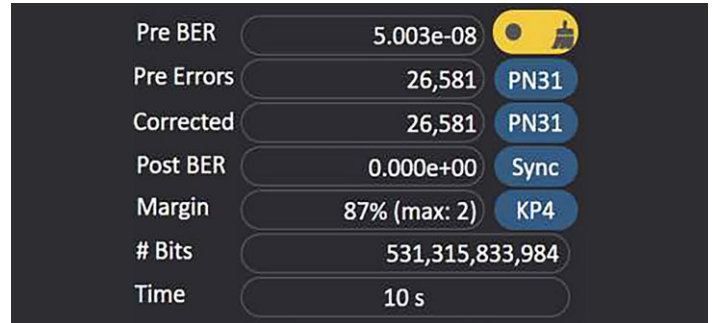 Pre BER 5.003e-08
Pre Errors 26,581 PN31
Corrected 26,581 PN31
Post BER 0.000e+00 Sync
Margin 87% (max: 2) KP4
# Bits 531,315,833,984
Time 10 s